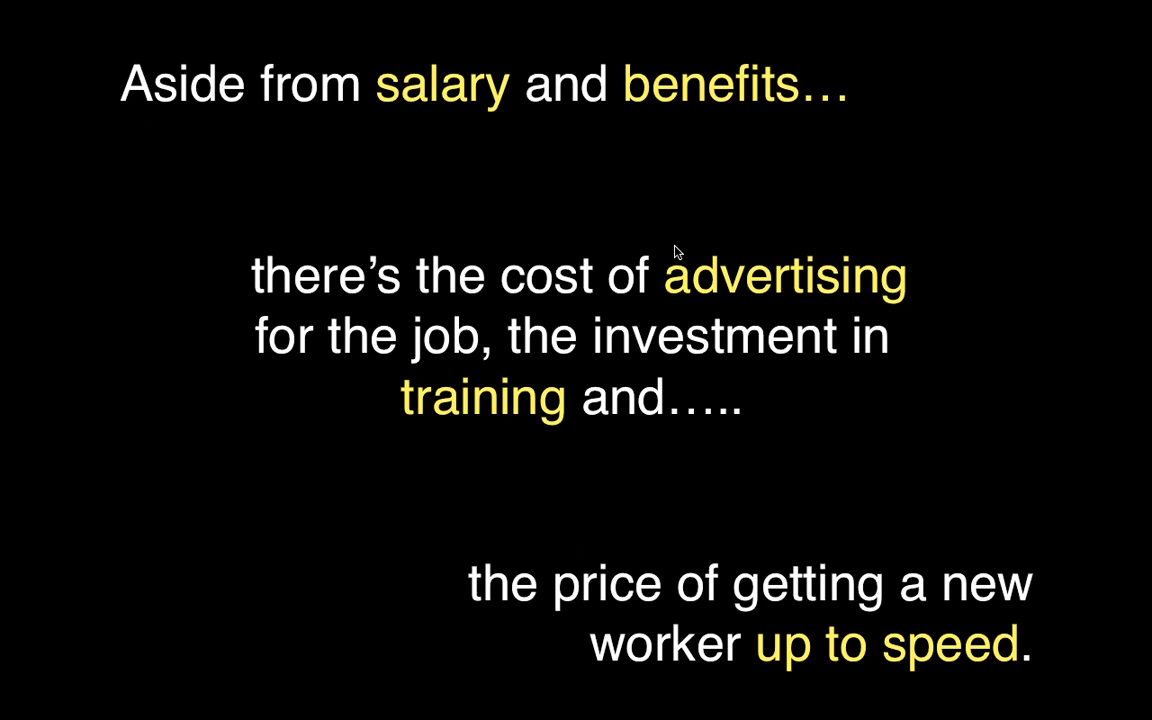 Aside from salary and benefits…
there’s the cost of advertising
for the job, the investment in
training and…..
the price of getting a new
worker up to speed.